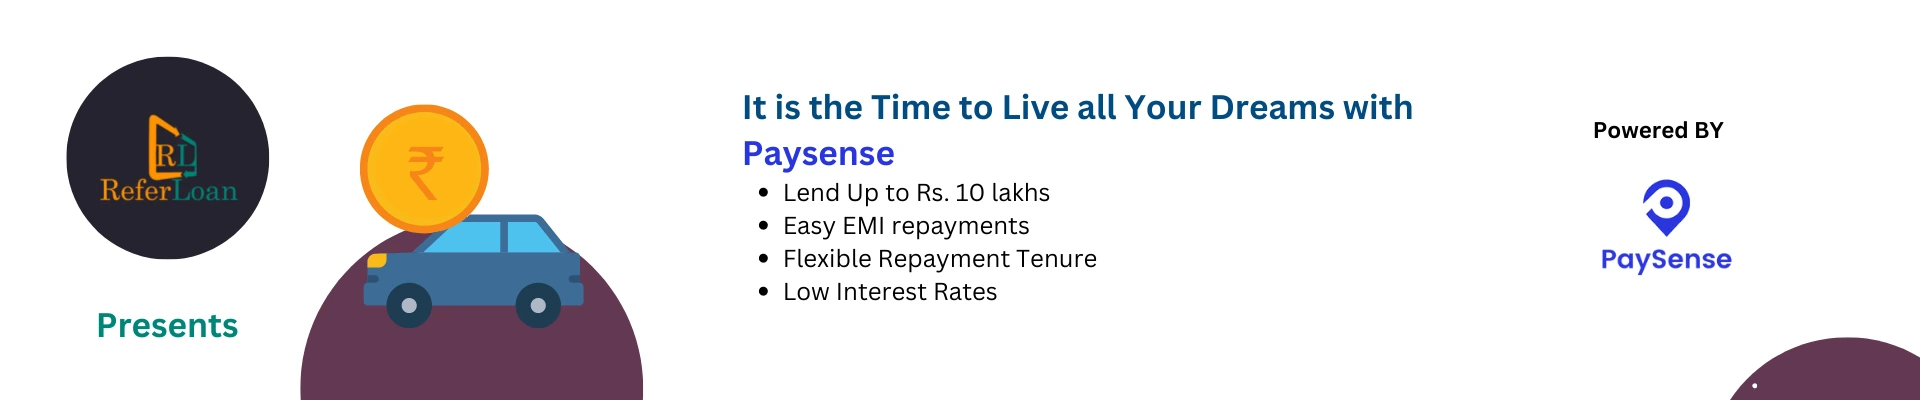 RL
ReferLoan
Presents
₹
It is the Time to Live all Your Dreams with
Paysense
• Lend Up to Rs. 10 lakhs
• Easy EMI repayments
• Flexible Repayment Tenure
• Low Interest Rates
Powered BY
PaySense